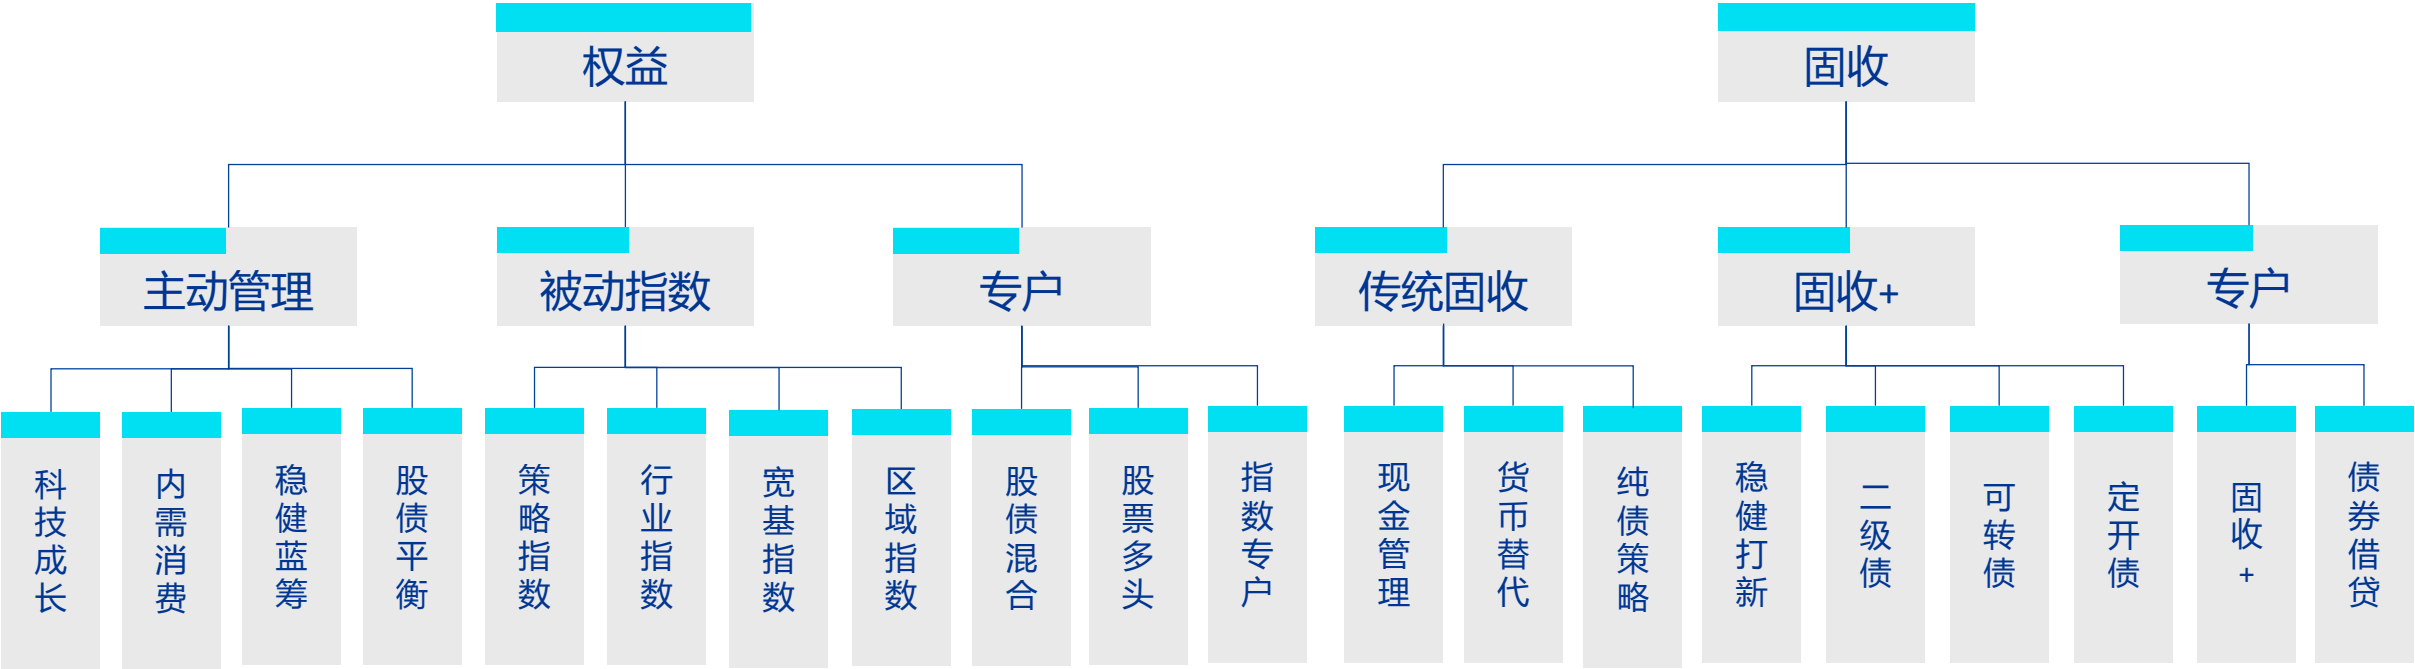 权益
固收
主动管理
被动指数
专户
传统固收
固收+
专户
科技成长
内需消费
稳健蓝筹
股债平衡
策略指数
行业指数
宽基指数
区域指数
股债混合
股票多头
指数专户
现金管理
货币替代
纯债策略
稳健打新
二级债
可转债
定开债
固收+
债券借贷